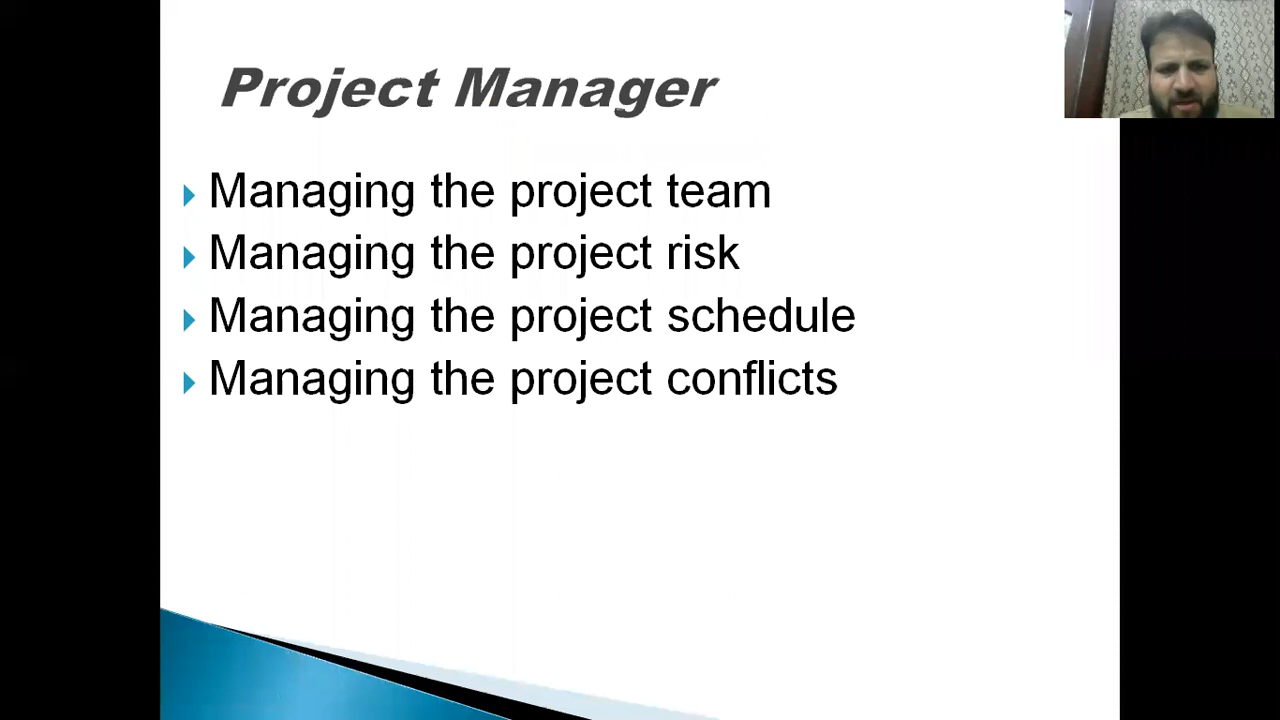 Project Manager
Managing the project team
Managing the project risk
Managing the project schedule
Managing the project conflicts